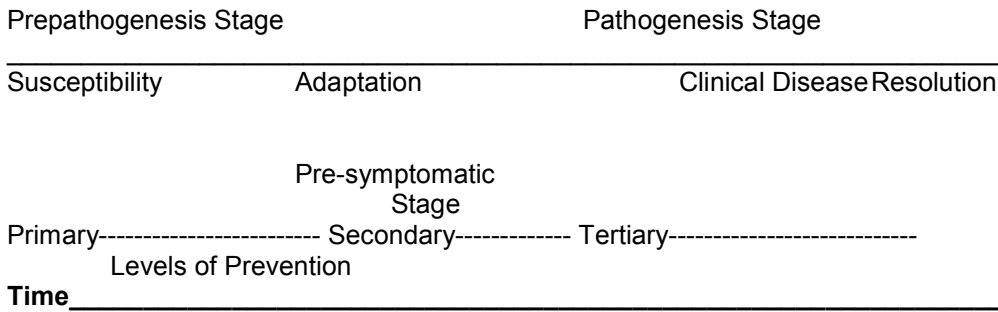 Prepathogenesis Stage Pathogenesis Stage
Susceptibility Adaptation Clinical Disease Resolution
Pre-symptomatic
Stage
Primary------------------------- Secondary------------- Tertiary----------------------------
Levels of Prevention
Time